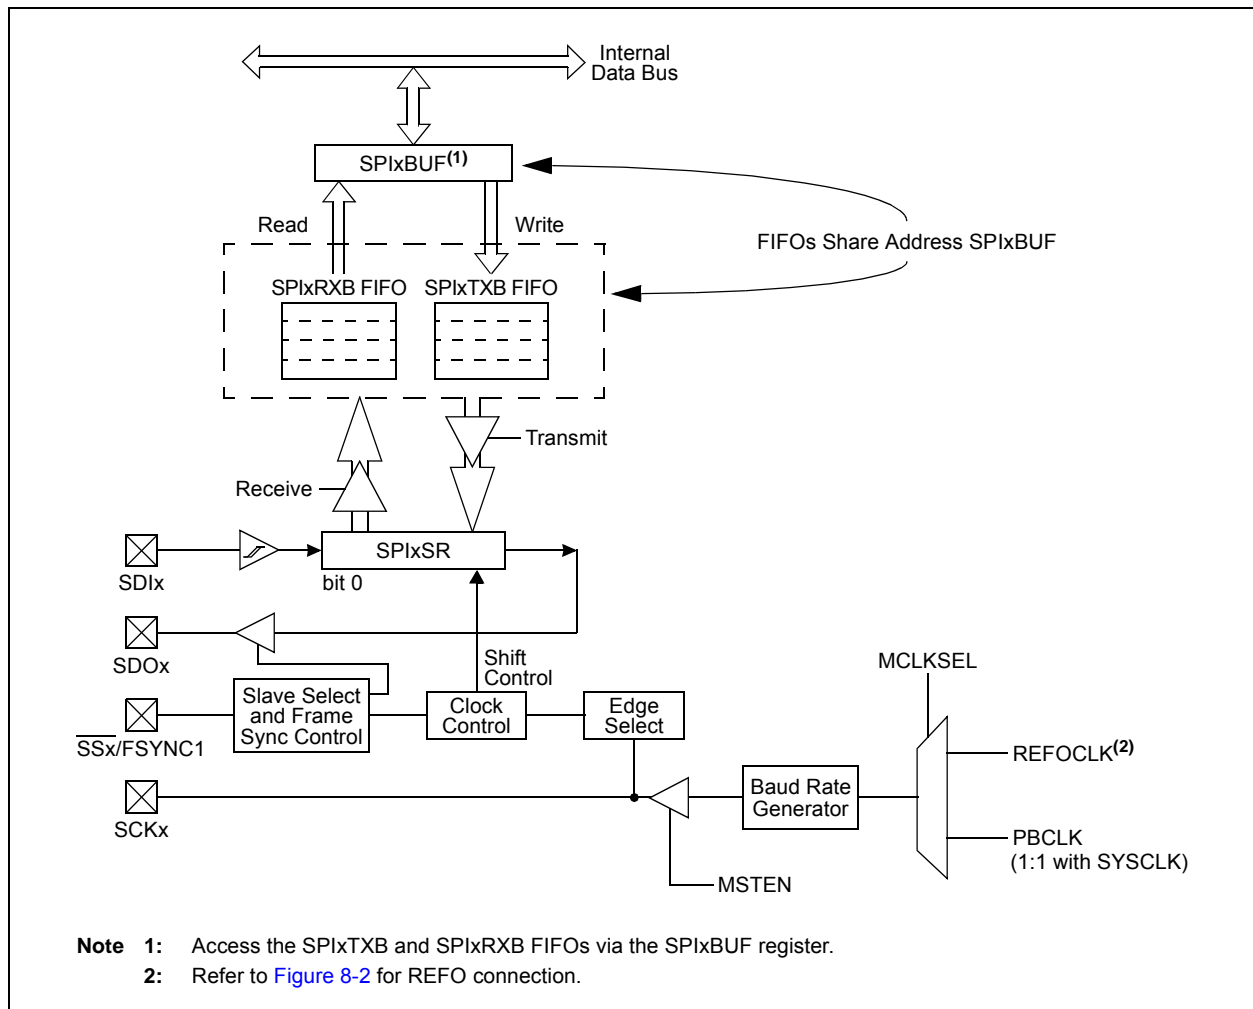 Internal
Data Bus
SPIxBUF(1)
Read
Write
FIFOs Share Address SPIxBUF
SPIxRXB FIFO
SPIxTXB FIFO
Transmit
Receive
SPIxSR
bit 0
SDIx
SDOx
Shift
Control
MCLKSEL
Slave Select
and Frame
Sync Control
Clock
Control
Edge
Select
SSx/FSYNC1
REFOCLK(2)
Baud Rate
Generator
SCKx
PBCLK
(1:1 with SYSCLK)
MSTEN
Note 1: Access the SPIxTXB and SPIxRXB FIFOs via the SPIxBUF register.
2: Refer to Figure 8-2 for REFO connection.